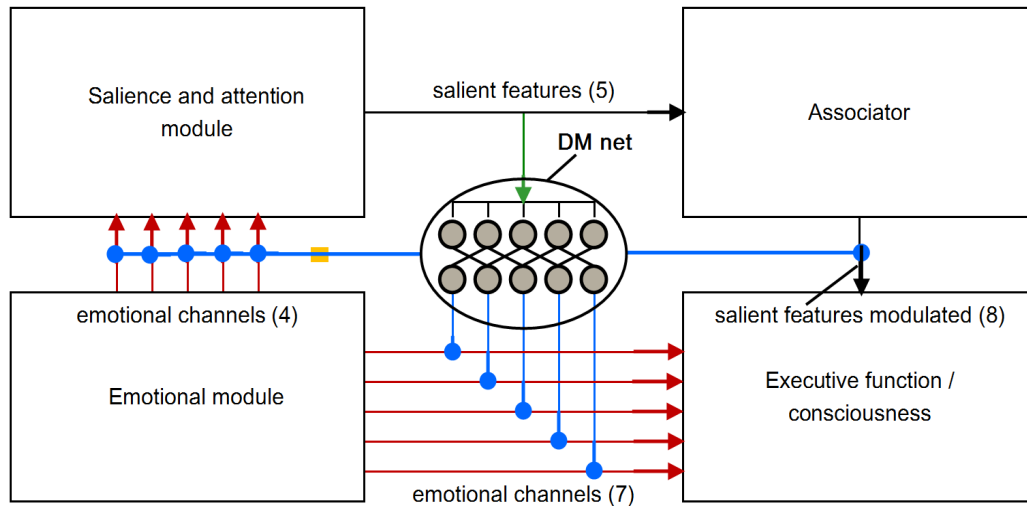 Salience and attention
module
salient features (5)
Associator
DM net
emotional channels (4)
salient features modulated (8)
Emotional module
Executive function /
consciousness
emotional channels (7)